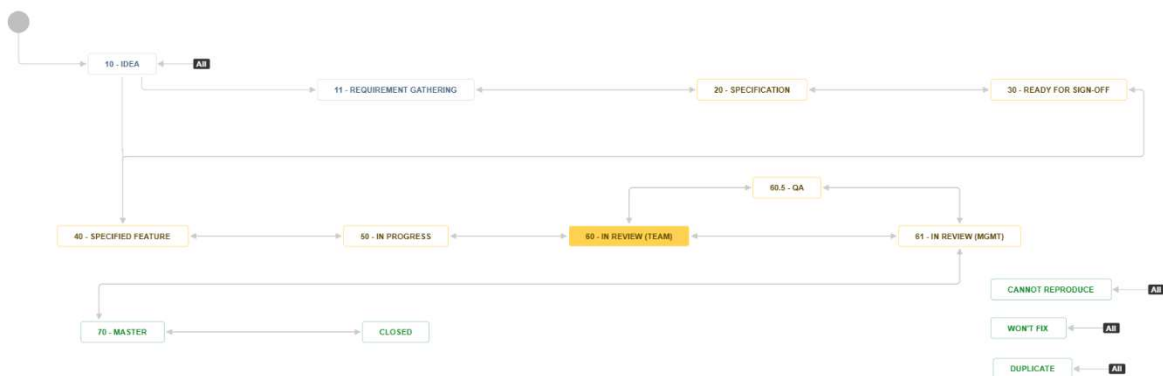 10 - IDEA
All
11 - REQUIREMENT GATHERING
20 - SPECIFICATION
30 - READY FOR SIGN-OFF
60.5 - QA
40 - SPECIFIED FEATURE
50 - IN PROGRESS
60 - IN REVIEW (TEAM)
61 - IN REVIEW (MGMT)
CANNOT REPRODUCE
All
70 - MASTER
CLOSED
WON'T FIX
All
DUPLICATE
All